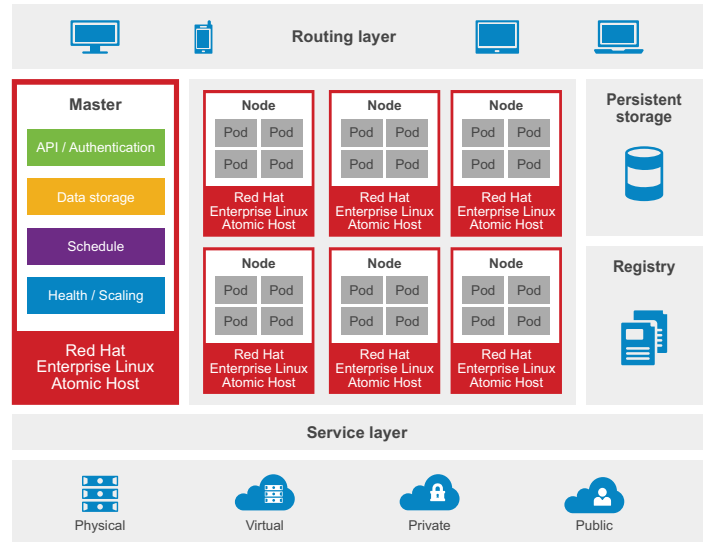 Routing layer
Master
API / Authentication
Data storage
Schedule
Health / Scaling
Red Hat
Enterprise Linux
Atomic Host
Node
Pod Pod
Pod Pod
Red Hat
Enterprise Linux
Atomic Host
Node
Pod Pod
Pod Pod
Red Hat
Enterprise Linux
Atomic Host
Node
Pod Pod
Pod Pod
Red Hat
Enterprise Linux
Atomic Host
Node
Pod Pod
Pod Pod
Red Hat
Enterprise Linux
Atomic Host
Node
Pod Pod
Pod Pod
Red Hat
Enterprise Linux
Atomic Host
Node
Pod Pod
Pod Pod
Red Hat
Enterprise Linux
Atomic Host
Persistent
storage
Registry
Service layer
Physical
Virtual
Private
Public